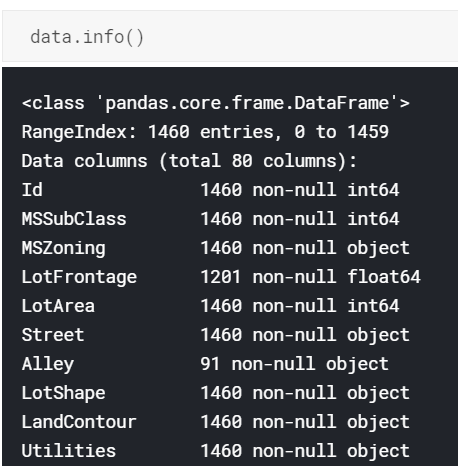 data.info()
<class 'pandas.core.frame.DataFrame'>
RangeIndex: 1460 entries, 0 to 1459
Data columns (total 80 columns):
Id 1460 non-null int64
MSSubClass 1460 non-null int64
MSZoning 1460 non-null object
LotFrontage 1201 non-null float64
LotArea 1460 non-null int64
Street 1460 non-null object
Alley 91 non-null object
LotShape 1460 non-null object
LandContour 1460 non-null object
Utilities 1460 non-null object